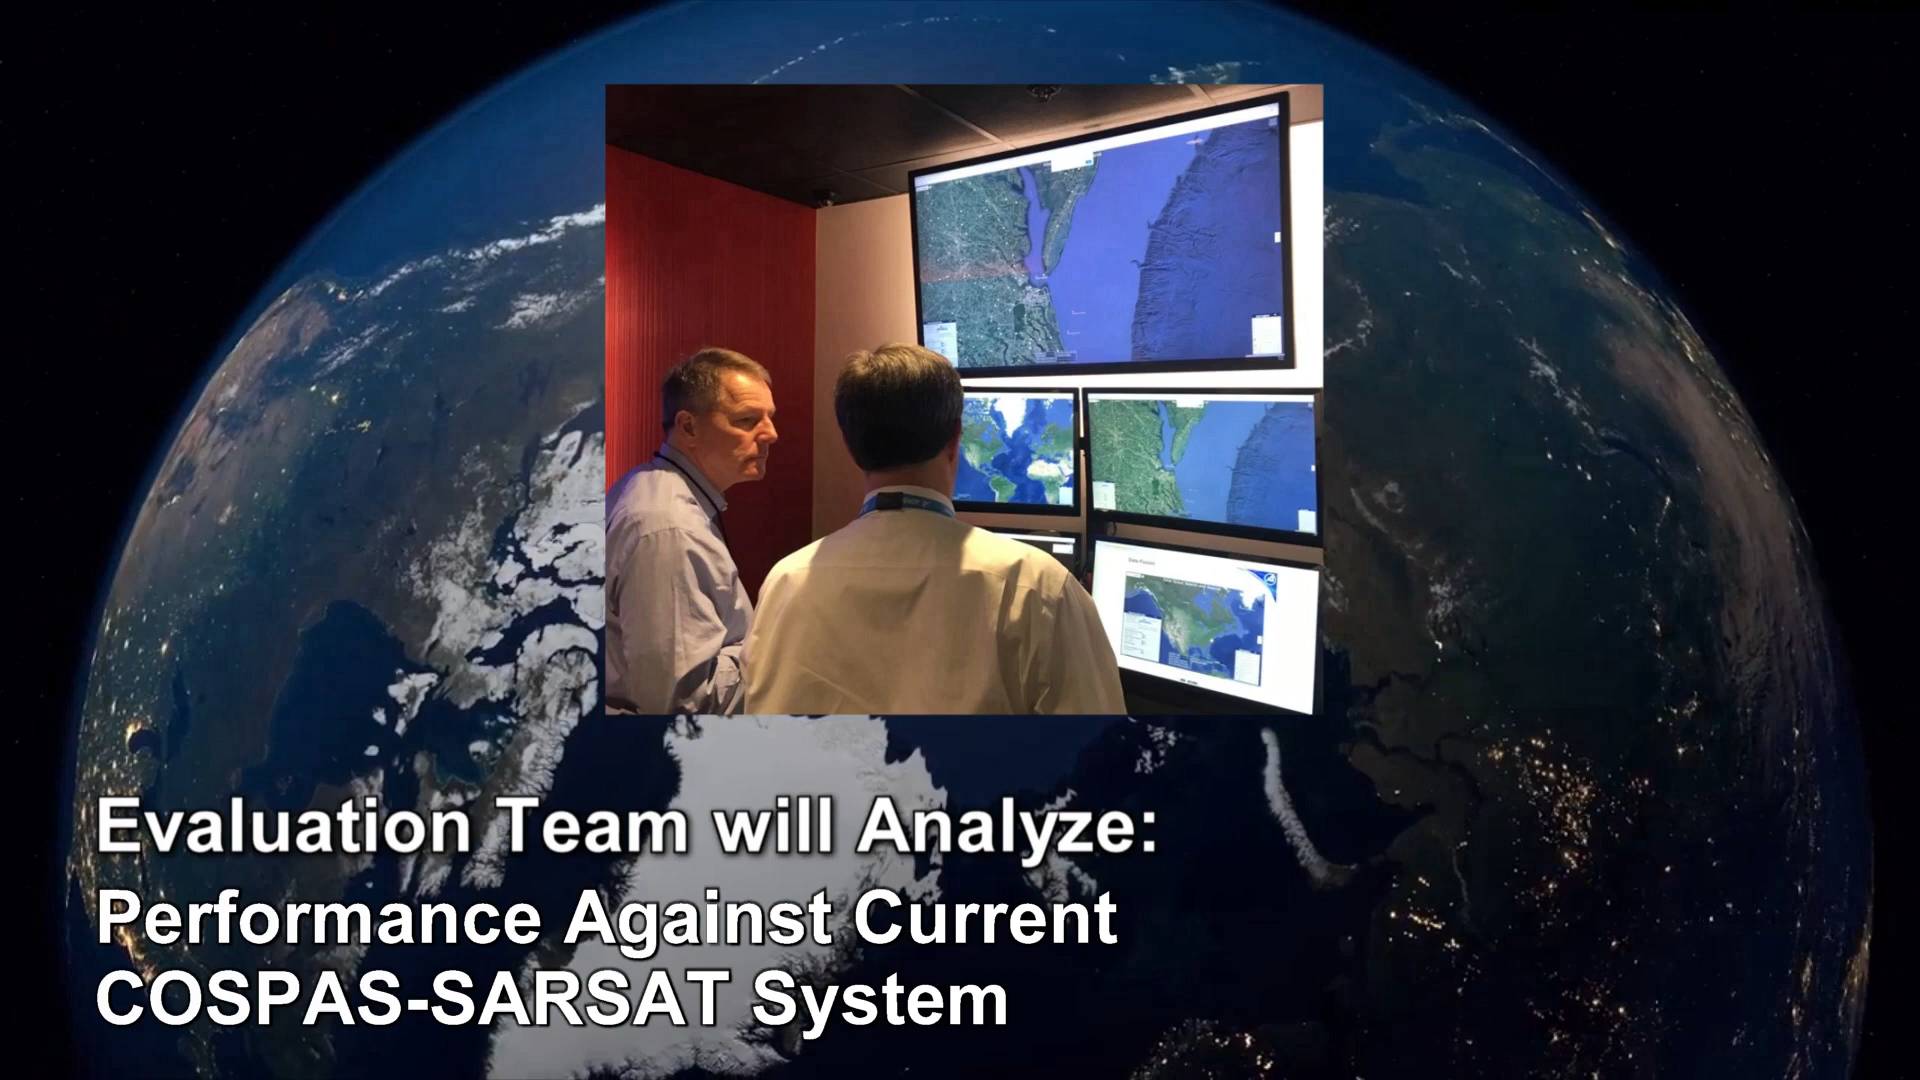 Evaluation Team will Analyze:
Performance Against Current
COSPAS-SARSAT System